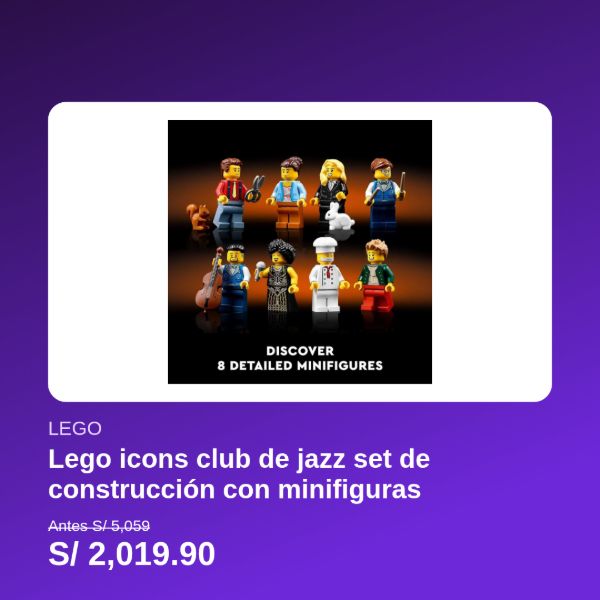 DISCOVER
8 DETAILED MINIFIGURES
LEGO
Lego icons club de jazz set de
construcción con minifiguras
Antes S/ 5,059
S/ 2,019.90